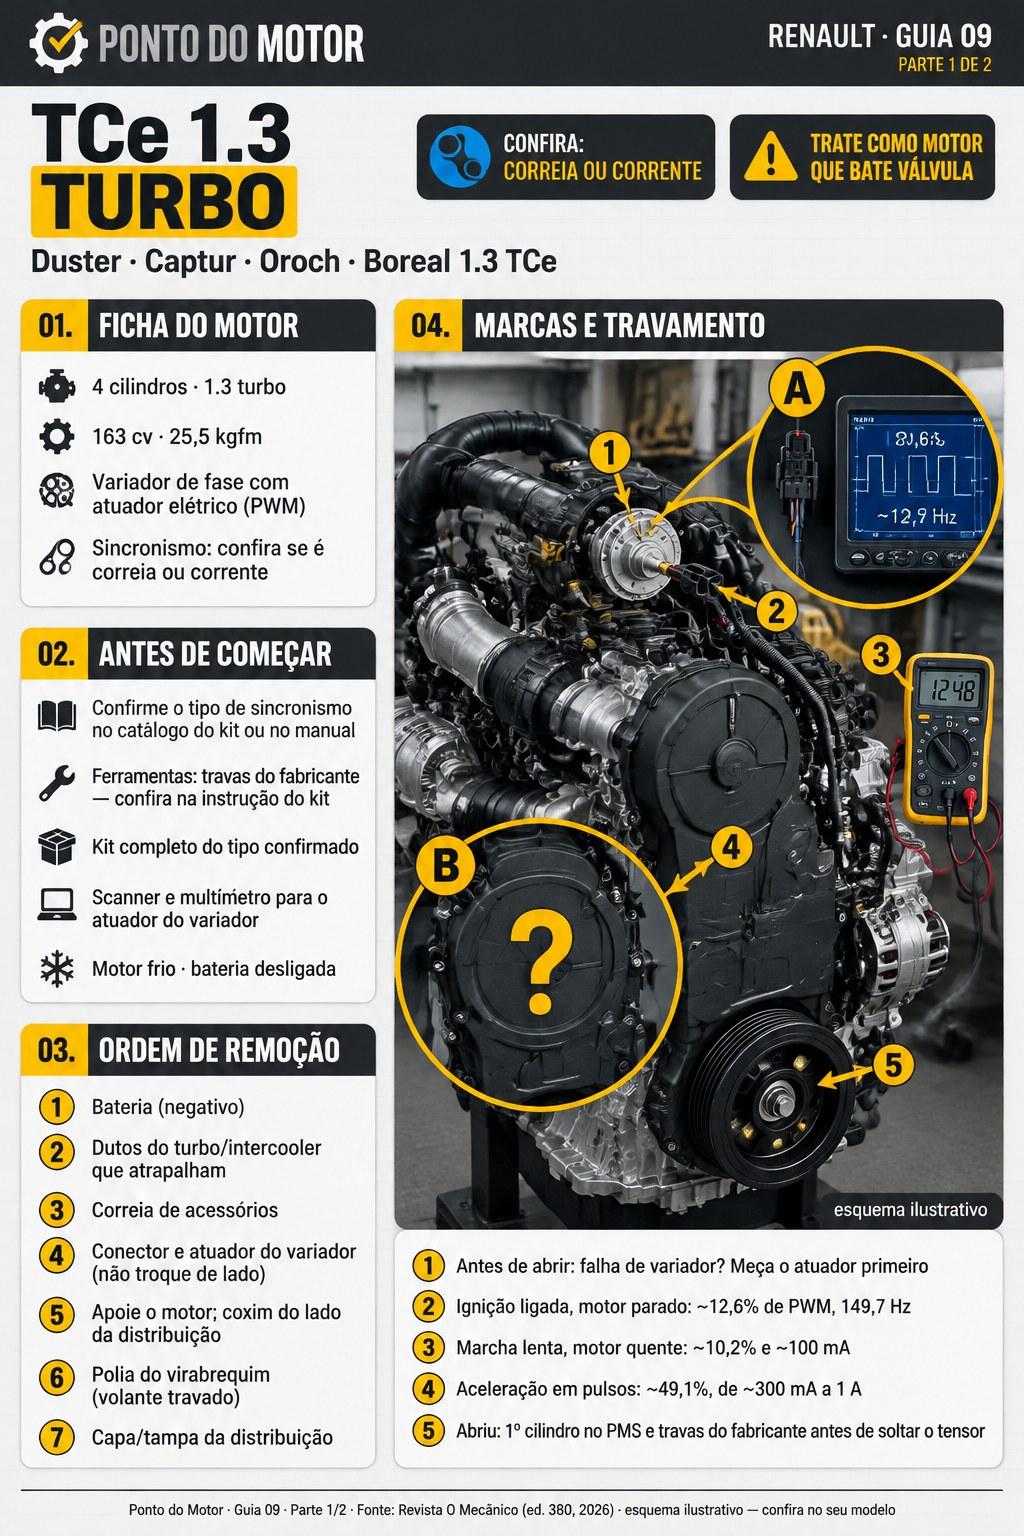 PONTO DO MOTOR
RENAULT · GUIA 09
PARTE 1 DE 2
TCe 1.3
TURBO
Duster · Captur · Oroch · Boreal 1.3 TCe
CONFIRA:
CORREIA OU CORRENTE
TRATE COMO MOTOR
QUE BATE VÁLVULA
01. FICHA DO MOTOR
4 cilindros · 1.3 turbo
163 cv · 25,5 kgfm
Variador de fase com
atuador elétrico (PWM)
Sincronismo: confira se é
correia ou corrente
02. ANTES DE COMEÇAR
Confirme o tipo de sincronismo
no catálogo do kit ou no manual
Ferramentas: travas do fabricante
— confira na instrução do kit
Kit completo do tipo confirmado
Scanner e multímetro para o
atuador do variador
Motor frio · bateria desligada
03. ORDEM DE REMOÇÃO
1 Bateria (negativo)
2 Dutos do turbo/intercooler
que atrapalham
3 Correia de acessórios
4 Conector e atuador do variador
(não troque de lado)
5 Apoie o motor; coxim do lado
da distribuição
6 Polia do virabrequim
(volante travado)
7 Capa/tampa da distribuição
04. MARCAS E TRAVAMENTO
A
~12,9 Hız
1
2
3
1248
B
?
4
5
esquema ilustrativo
1 Antes de abrir: falha de variador? Meça o atuador primeiro
2 Ignição ligada, motor parado: ~12,6% de PWM, 149,7 Hz
3 Marcha lenta, motor quente: ~10,2% e ~100 mA
4 Aceleração em pulsos: ~49,1%, de ~300 mA a 1 A
5 Abriu: 1º cilindro no PMS e travas do fabricante antes de soltar o tensor
Ponto do Motor · Guia 09 · Parte 1/2 · Fonte: Revista O Mecânico (ed. 380, 2026) · esquema ilustrativo — confira no seu modelo